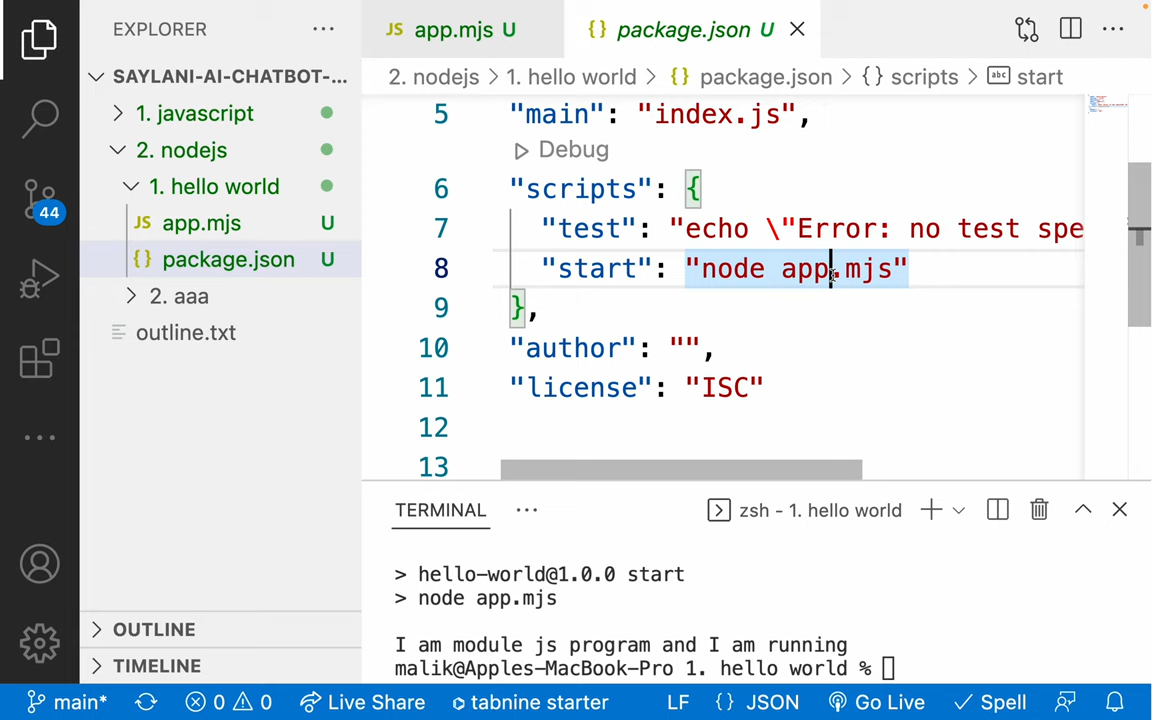 EXPLORER
SAYLANI-AI-CHATBOT-...
1. javascript
2. nodejs
1. hello world
JS app.mjs U
{} package.json U
2. aaa
outline.txt
OUTLINE
TIMELINE
44
JS app.mjs U
{} package.json U
2. nodejs > 1. hello world > {} package.json > {} scripts > abc start
5 "main": "index.js",
Debug
6 "scripts": {
7 "test": "echo \"Error: no test spe
8 "start": "node app.mjs"
9 },
10 "author": "",
11 "license": "ISC"
12
13
TERMINAL
zsh - 1. hello world
> hello-world@1.0.0 start
> node app.mjs
I am module js program and I am running
malik@Apples-MacBook-Pro 1. hello world %
main* 0 0 Live Share tabnine starter LF {} JSON Go Live Spell